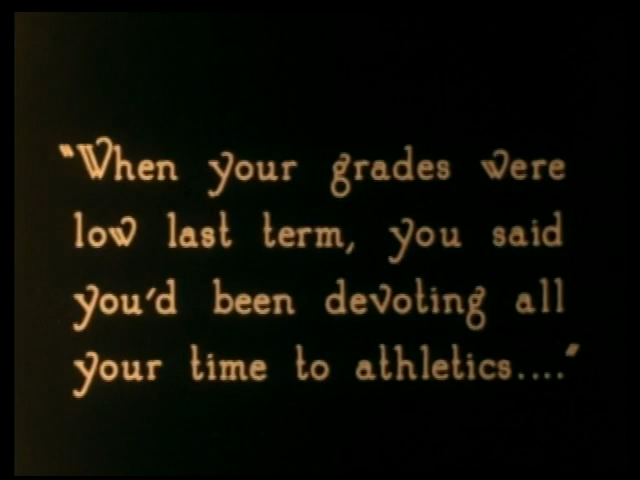 "When your grades were
low last term, you said
you'd been devoting all
your time to athletics...."